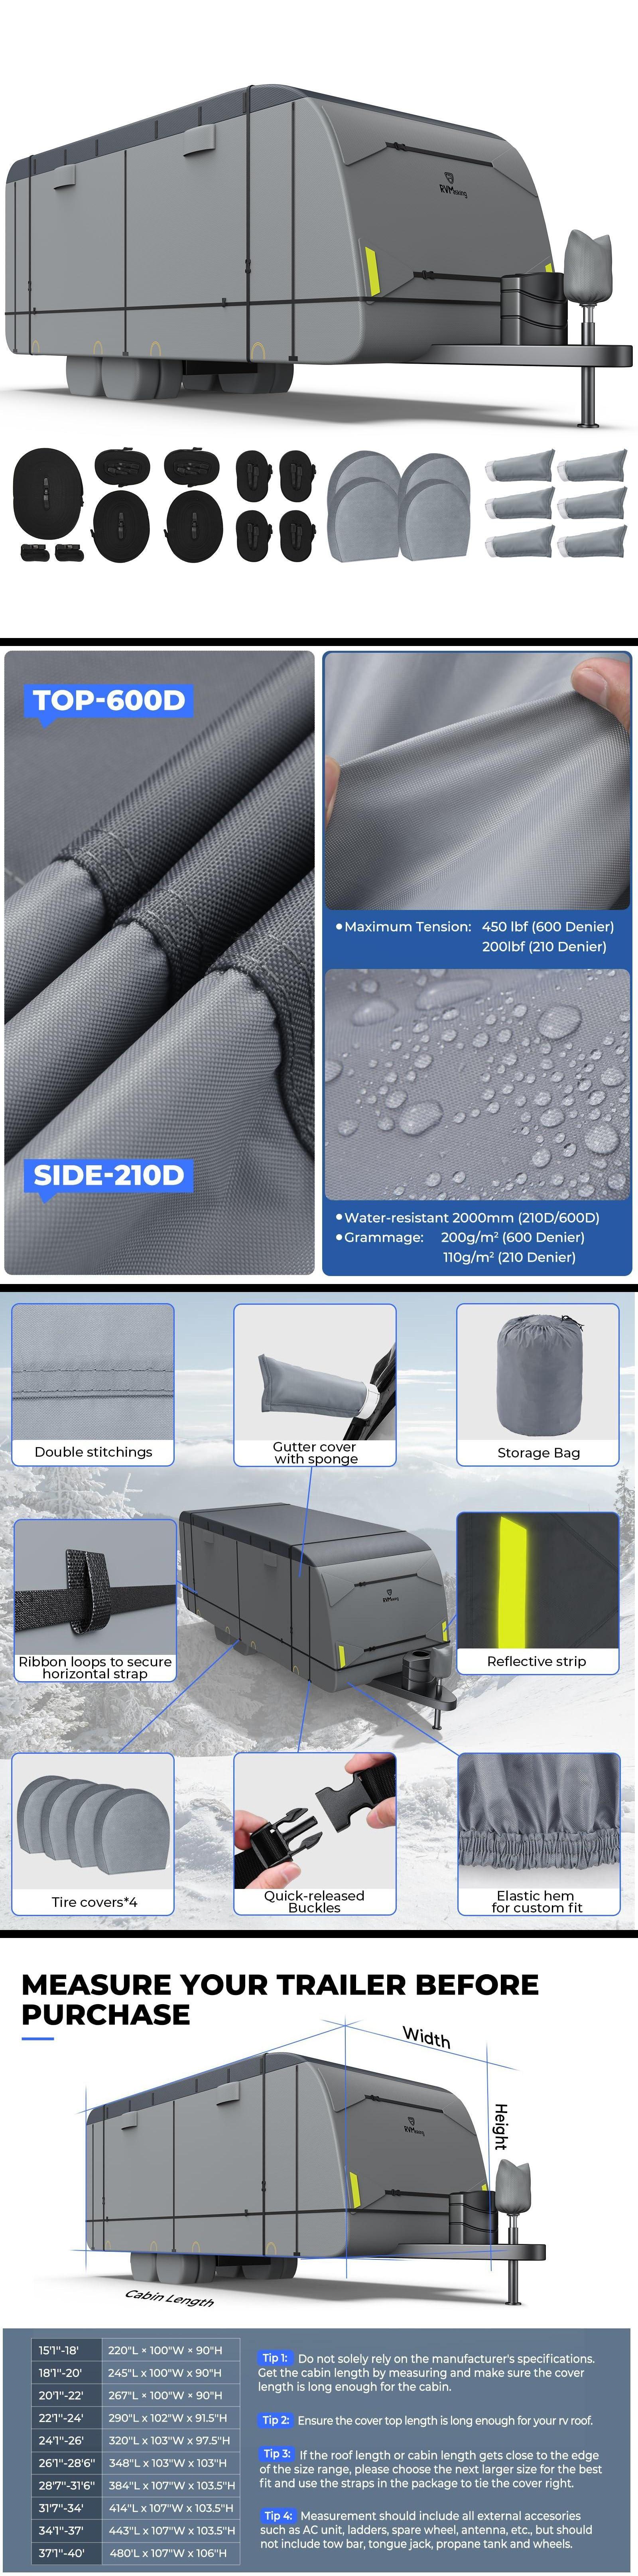 RVMasking
TOP-600D
SIDE-210D
Maximum Tension: 450 lbf (600 Denier)
200lbf (210 Denier)
Water-resistant 2000mm (210D/600D)
Grammage: 200g/m² (600 Denier)
110g/m² (210 Denier)
Double stitchings
Gutter cover
with sponge
Storage Bag
Ribbon loops to secure
horizontal strap
RVMasking
Reflective strip
Tire covers*4
Quick-released
Buckles
Elastic hem
for custom fit
MEASURE YOUR TRAILER BEFORE
PURCHASE
Width
Height
RVMasking
Cabin Length
15'1"-18' 220"L × 100"W × 90"H
18'1"-20' 245"L x 100"W x 90"H
20'1"-22' 267"L × 100"W × 90"H
22'1"-24' 290"L x 102"W x 91.5"H
24'1"-26' 320"L x 103"W x 97.5"H
26'1"-28'6" 348"L x 103"W x 103"H
28'7"-31'6" 384"L x 107"W x 103.5"H
31'7"-34' 414"L x 107"W x 103.5"H
34'1"-37' 443"L x 107"W x 103.5"H
37'1"-40' 480'L x 107"W x 106"H
Tip 1: Do not solely rely on the manufacturer's specifications.
Get the cabin length by measuring and make sure the cover
length is long enough for the cabin.
Tip 2: Ensure the cover top length is long enough for your rv roof.
Tip 3: If the roof length or cabin length gets close to the edge
of the size range, please choose the next larger size for the best
fit and use the straps in the package to tie the cover right.
Tip 4: Measurement should include all external accesories
such as AC unit, ladders, spare wheel, antenna, etc., but should
not include tow bar, tongue jack, propane tank and wheels.